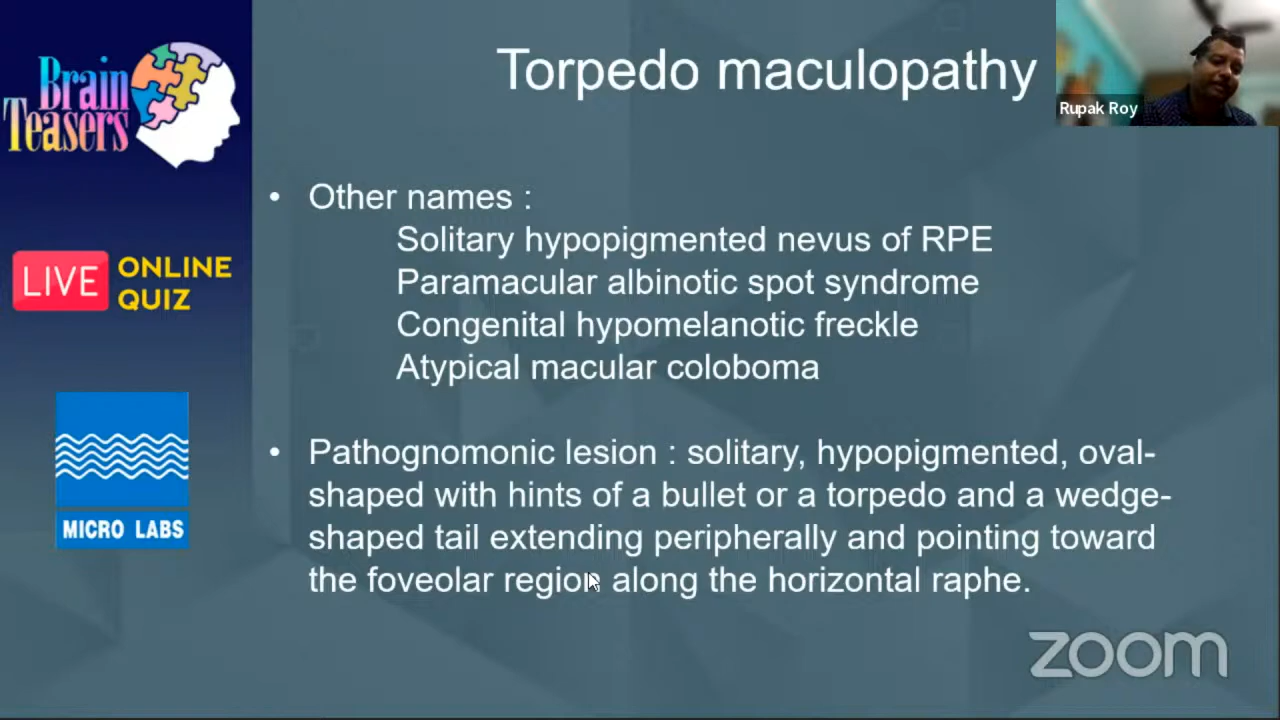 Torpedo maculopathy
Rupak Roy
Brain
Teasers
LIVE ONLINE
QUIZ
MICRO LABS
• Other names :
Solitary hypopigmented nevus of RPE
Paramacular albinotic spot syndrome
Congenital hypomelanotic freckle
Atypical macular coloboma
• Pathognomonic lesion : solitary, hypopigmented, oval-
shaped with hints of a bullet or a torpedo and a wedge-
shaped tail extending peripherally and pointing toward
the foveolar region along the horizontal raphe.
zoom